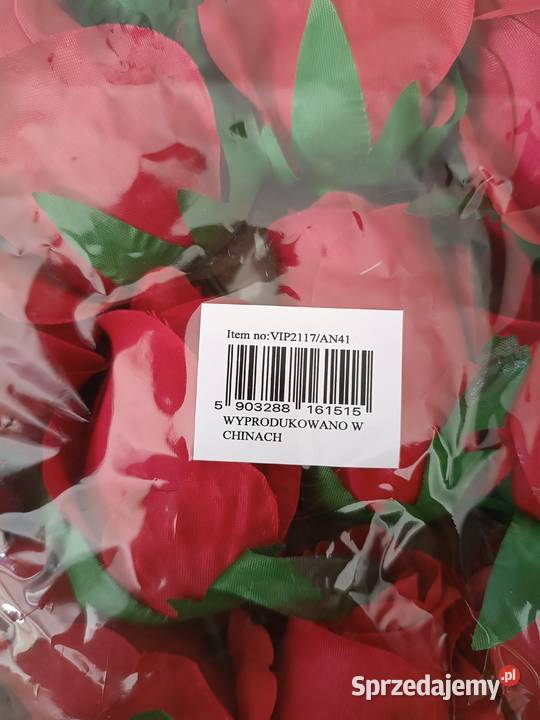 Item no:VIP2117/AN41
5 903288 161515
WYPRODUKOWANO W
CHINACH
Sprzedajemy.pl